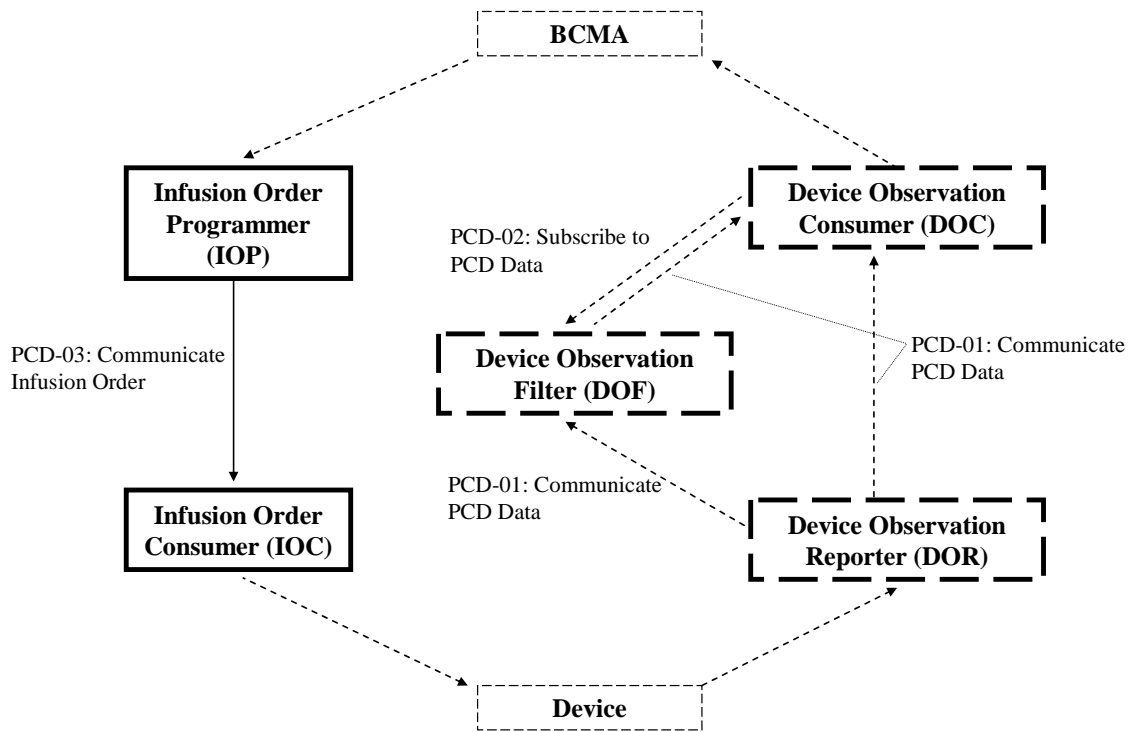 BCMA
Infusion Order
Programmer
(IOP)
Device Observation
Consumer (DOC)
PCD-02: Subscribe to
PCD Data
PCD-03: Communicate
Infusion Order
Device Observation
Filter (DOF)
PCD-01: Communicate
PCD Data
PCD-01: Communicate
PCD Data
Infusion Order
Consumer (IOC)
Device Observation
Reporter (DOR)
Device